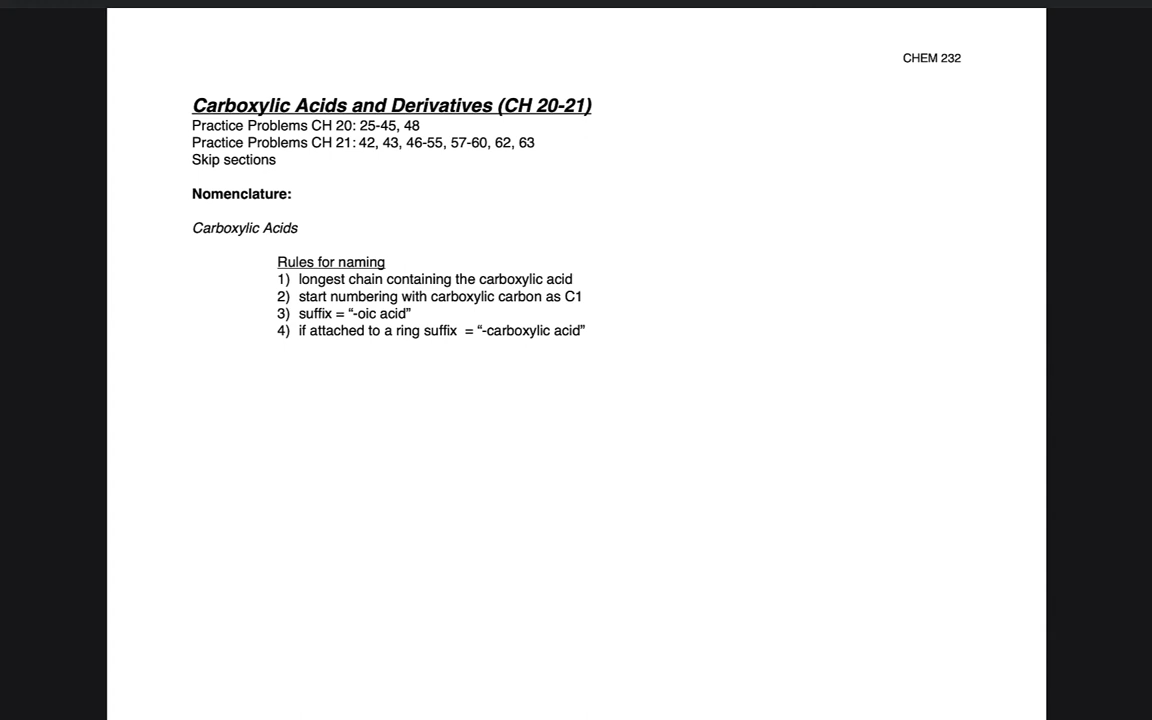 CHEM 232
Carboxylic Acids and Derivatives (CH 20-21)
Practice Problems CH 20: 25-45, 48
Practice Problems CH 21: 42, 43, 46-55, 57-60, 62, 63
Skip sections
Nomenclature:
Carboxylic Acids
Rules for naming
1) longest chain containing the carboxylic acid
2) start numbering with carboxylic carbon as C1
3) suffix = “-oic acid”
4) if attached to a ring suffix = “-carboxylic acid”